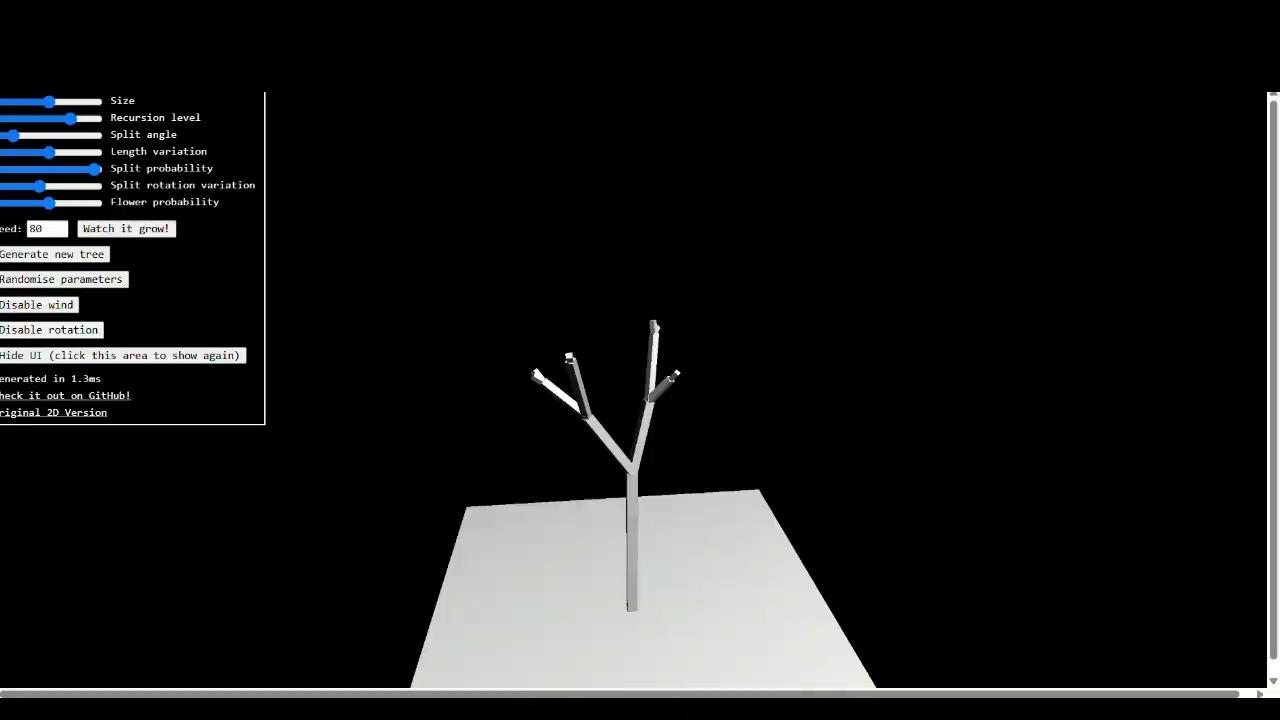 Size
Recursion level
Split angle
Length variation
Split probability
Split rotation variation
Flower probability
eed: 80 Watch it grow!
Generate new tree
Randomise parameters
Disable wind
Disable rotation
Hide UI (click this area to show again)
enerated in 1.3ms
heck it out on GitHub!
riginal 2D Version